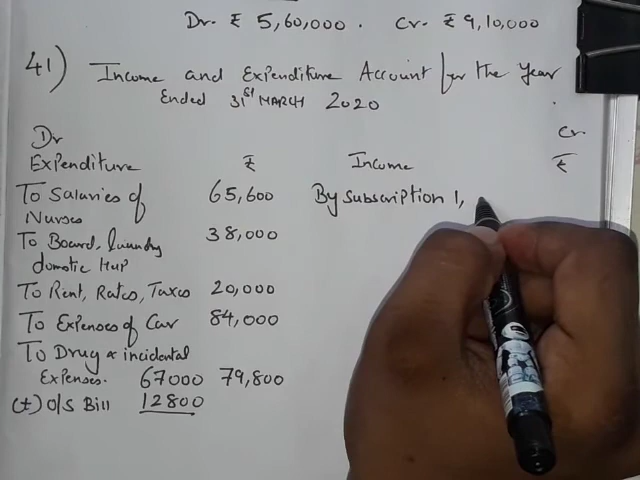 Dr. ₹ 5,60,000. Cr. ₹ 9,10,000
41) Income and Expenditure Account for the Year
Ended 31st MARCH 2020
Dr Cr.
Expenditure ₹ Income ₹
To Salaries of 65,600 By Subscription 1,
Nurses
To Board, laundry 38,000
domstic Hup
To Rent, Rates, Taxes 20,000
To Expenses of Car 84,000
To Drug & incidental
Expenses. 67000 79,800
(+) O/S Bill 12800